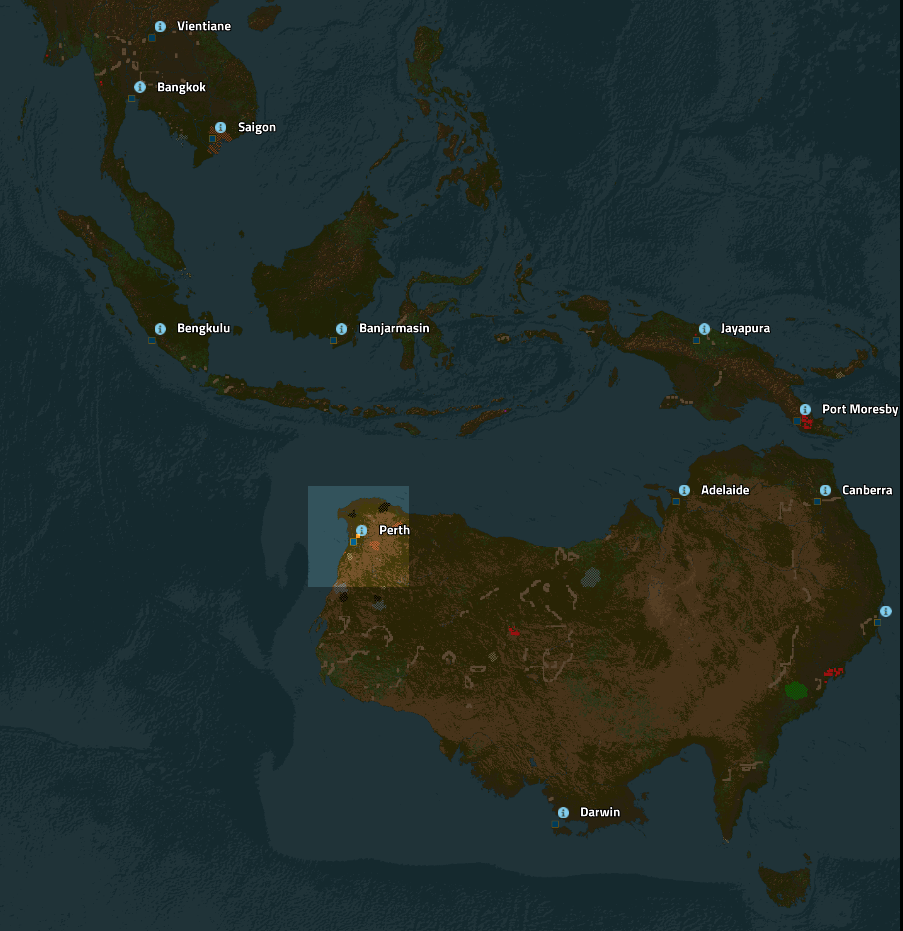 Vientiane
Bangkok
Saigon
Bengkulu
Banjarmasin
Jayapura
Port Moresby
Adelaide
Canberra
Perth
Darwin